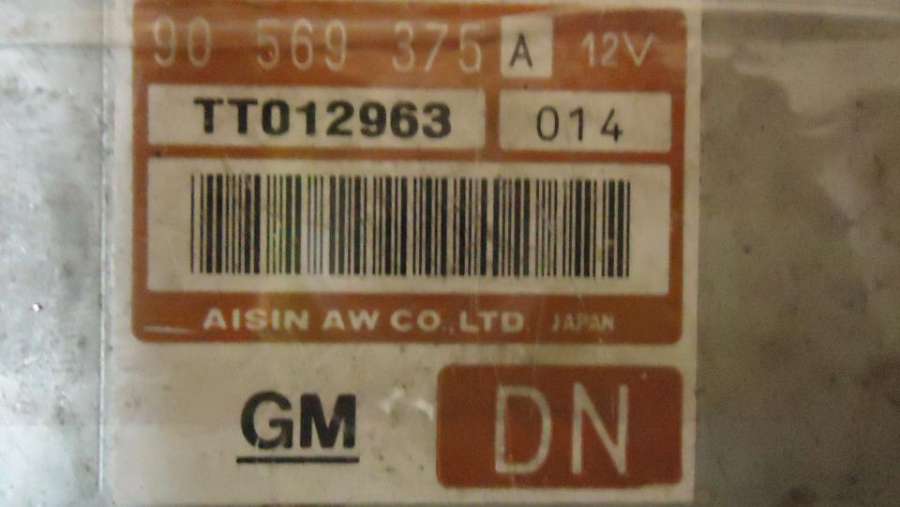 90 569 375 A 12V
TT012963 014
AISIN AW CO.,LTD. JAPAN
GM DN